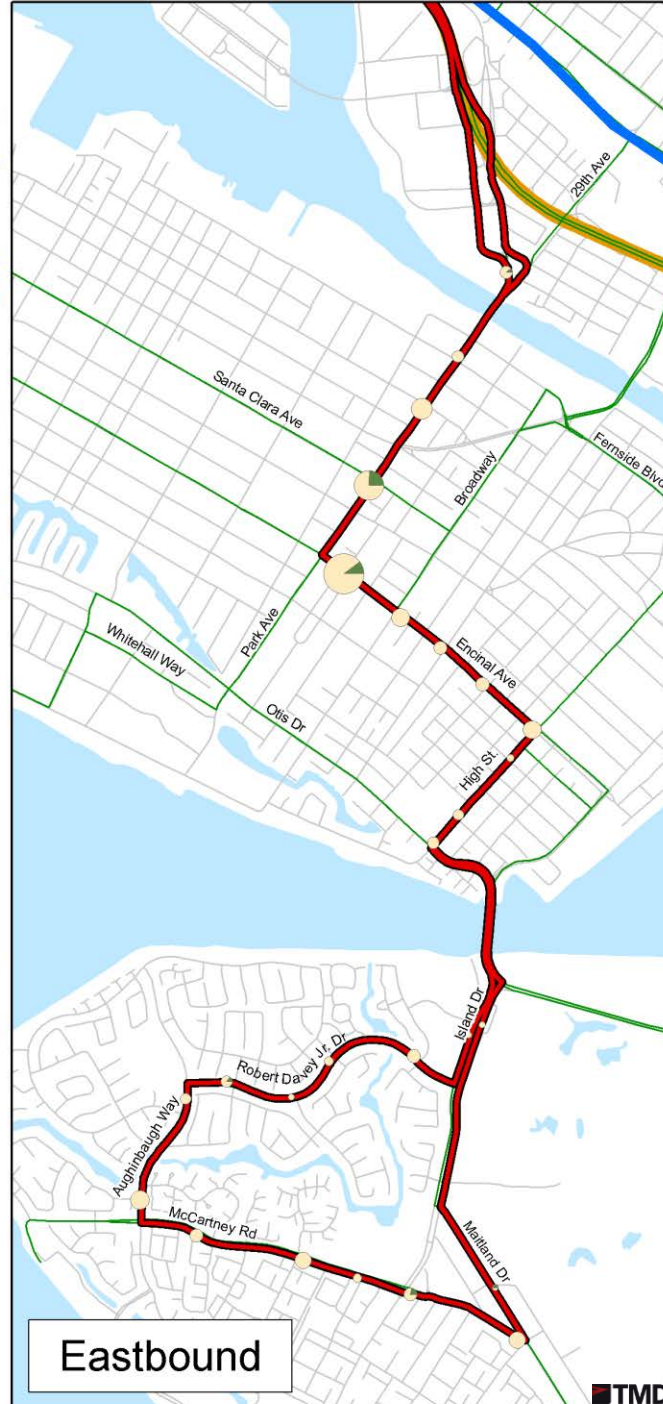 29th Ave
Santa Clara Ave
Broadway
Fernside Blvd
Park Ave
Whitehall Way
Encinal Ave
Otis Dr
High St.
Island Dr
Robert Davey Jr. Dr
Aughinbaugh Way
McCartney Rd
Maitland Dr
Eastbound
TMD